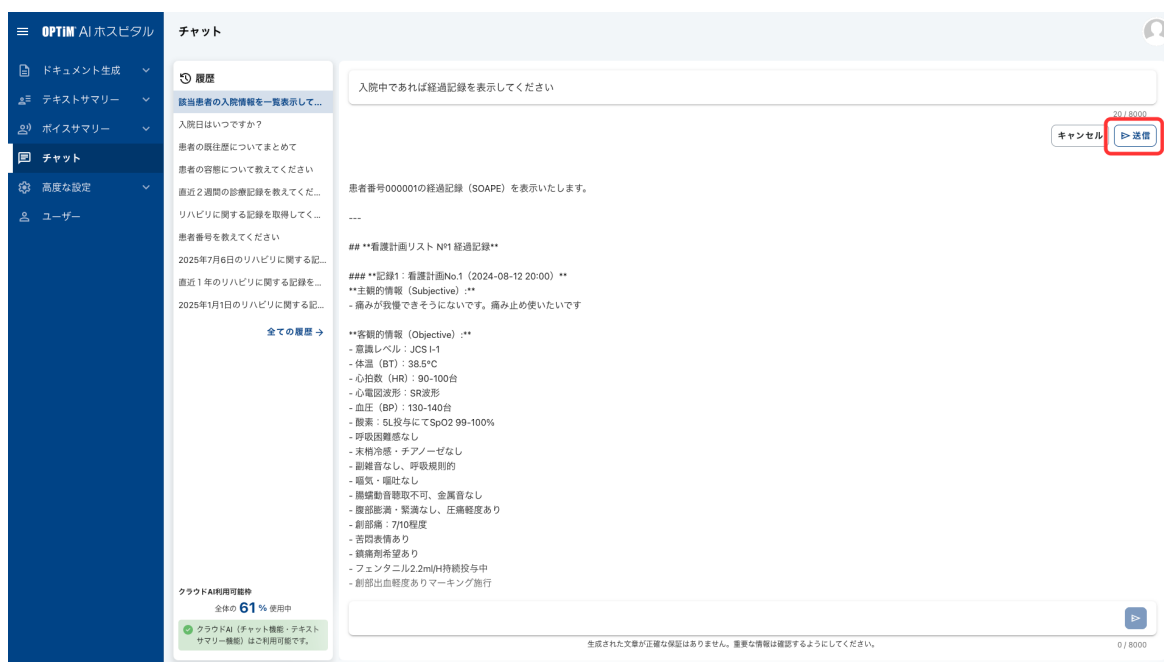 OPTiM AI ホスピタル
チャット
ドキュメント生成
テキストサマリー
ボイスサマリー
チャット
高度な設定
ユーザー
履歴
該当患者の入院情報を一覧表示して...
入院日はいつですか？
患者の既往歴についてまとめて
患者の容態について教えてください
直近２週間の診療記録を教えてくだ...
リハビリに関する記録を取得してく...
患者番号を教えてください
2025年7月6日のリハビリに関する記...
直近１年のリハビリに関する記録を...
2025年1月1日のリハビリに関する記...
全ての履歴 →
クラウドAI利用可能枠
全体の 61 % 使用中
クラウドAI（チャット機能・テキスト
サマリー機能）はご利用可能です。
入院中であれば経過記録を表示してください
20 / 8000
キャンセル
送信
患者番号000001の経過記録（SOAPE）を表示いたします。
---
## **看護計画リスト Nº1 経過記録**
### **記録1：看護計画No.1（2024-08-12 20:00）**
**主観的情報（Subjective）:**
- 痛みが我慢できそうにないです。痛み止め使いたいです
**客観的情報（Objective）:**
- 意識レベル：JCS I-1
- 体温（BT）：38.5°C
- 心拍数（HR）：90-100台
- 心電図波形：SR波形
- 血圧（BP）：130-140台
- 酸素：5L投与にてSpO2 99-100%
- 呼吸困難感なし
- 末梢冷感・チアノーゼなし
- 副雑音なし、呼吸規則的
- 嘔気・嘔吐なし
- 腸蠕動音聴取不可、金属音なし
- 腹部膨満・緊満なし、圧痛軽度あり
- 創部痛：7/10程度
- 苦悶表情あり
- 鎮痛剤希望あり
- フェンタニル2.2ml/H持続投与中
- 創部出血軽度ありマーキング施行
生成された文章が正確な保証はありません。重要な情報は確認するようにしてください。
0 / 8000